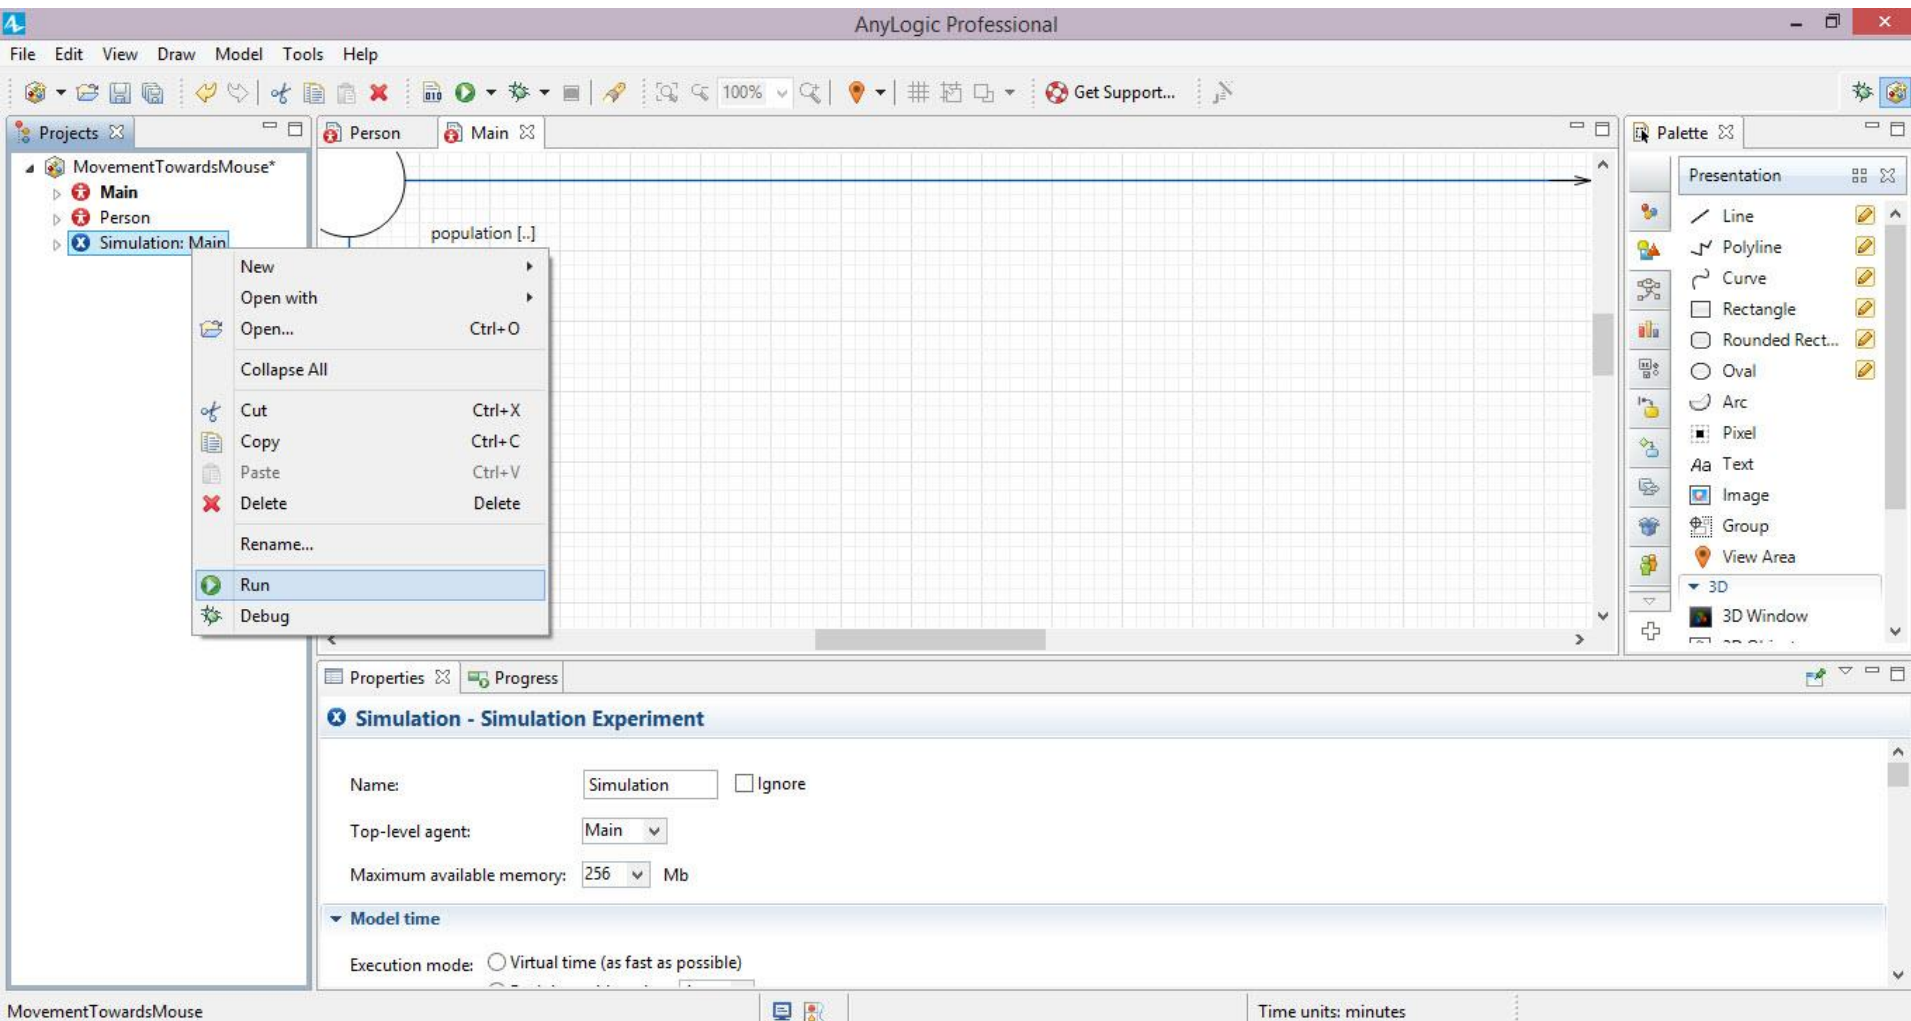 AnyLogic Professional
File Edit View Draw Model Tools Help
100%
Get Support...
Projects
Person
Main
Palette
MovementTowardsMouse*
Main
Person
Simulation: Main
population [..]
New
Open with
Open... Ctrl+O
Collapse All
Cut Ctrl+X
Copy Ctrl+C
Paste Ctrl+V
Delete Delete
Rename...
Run
Debug
Presentation
Line
Polyline
Curve
Rectangle
Rounded Rect...
Oval
Arc
Pixel
Aa Text
Image
Group
View Area
3D
3D Window
Properties
Progress
Simulation - Simulation Experiment
Name: Simulation Ignore
Top-level agent: Main
Maximum available memory: 256 Mb
Model time
Execution mode: Virtual time (as fast as possible)
MovementTowardsMouse
Time units: minutes